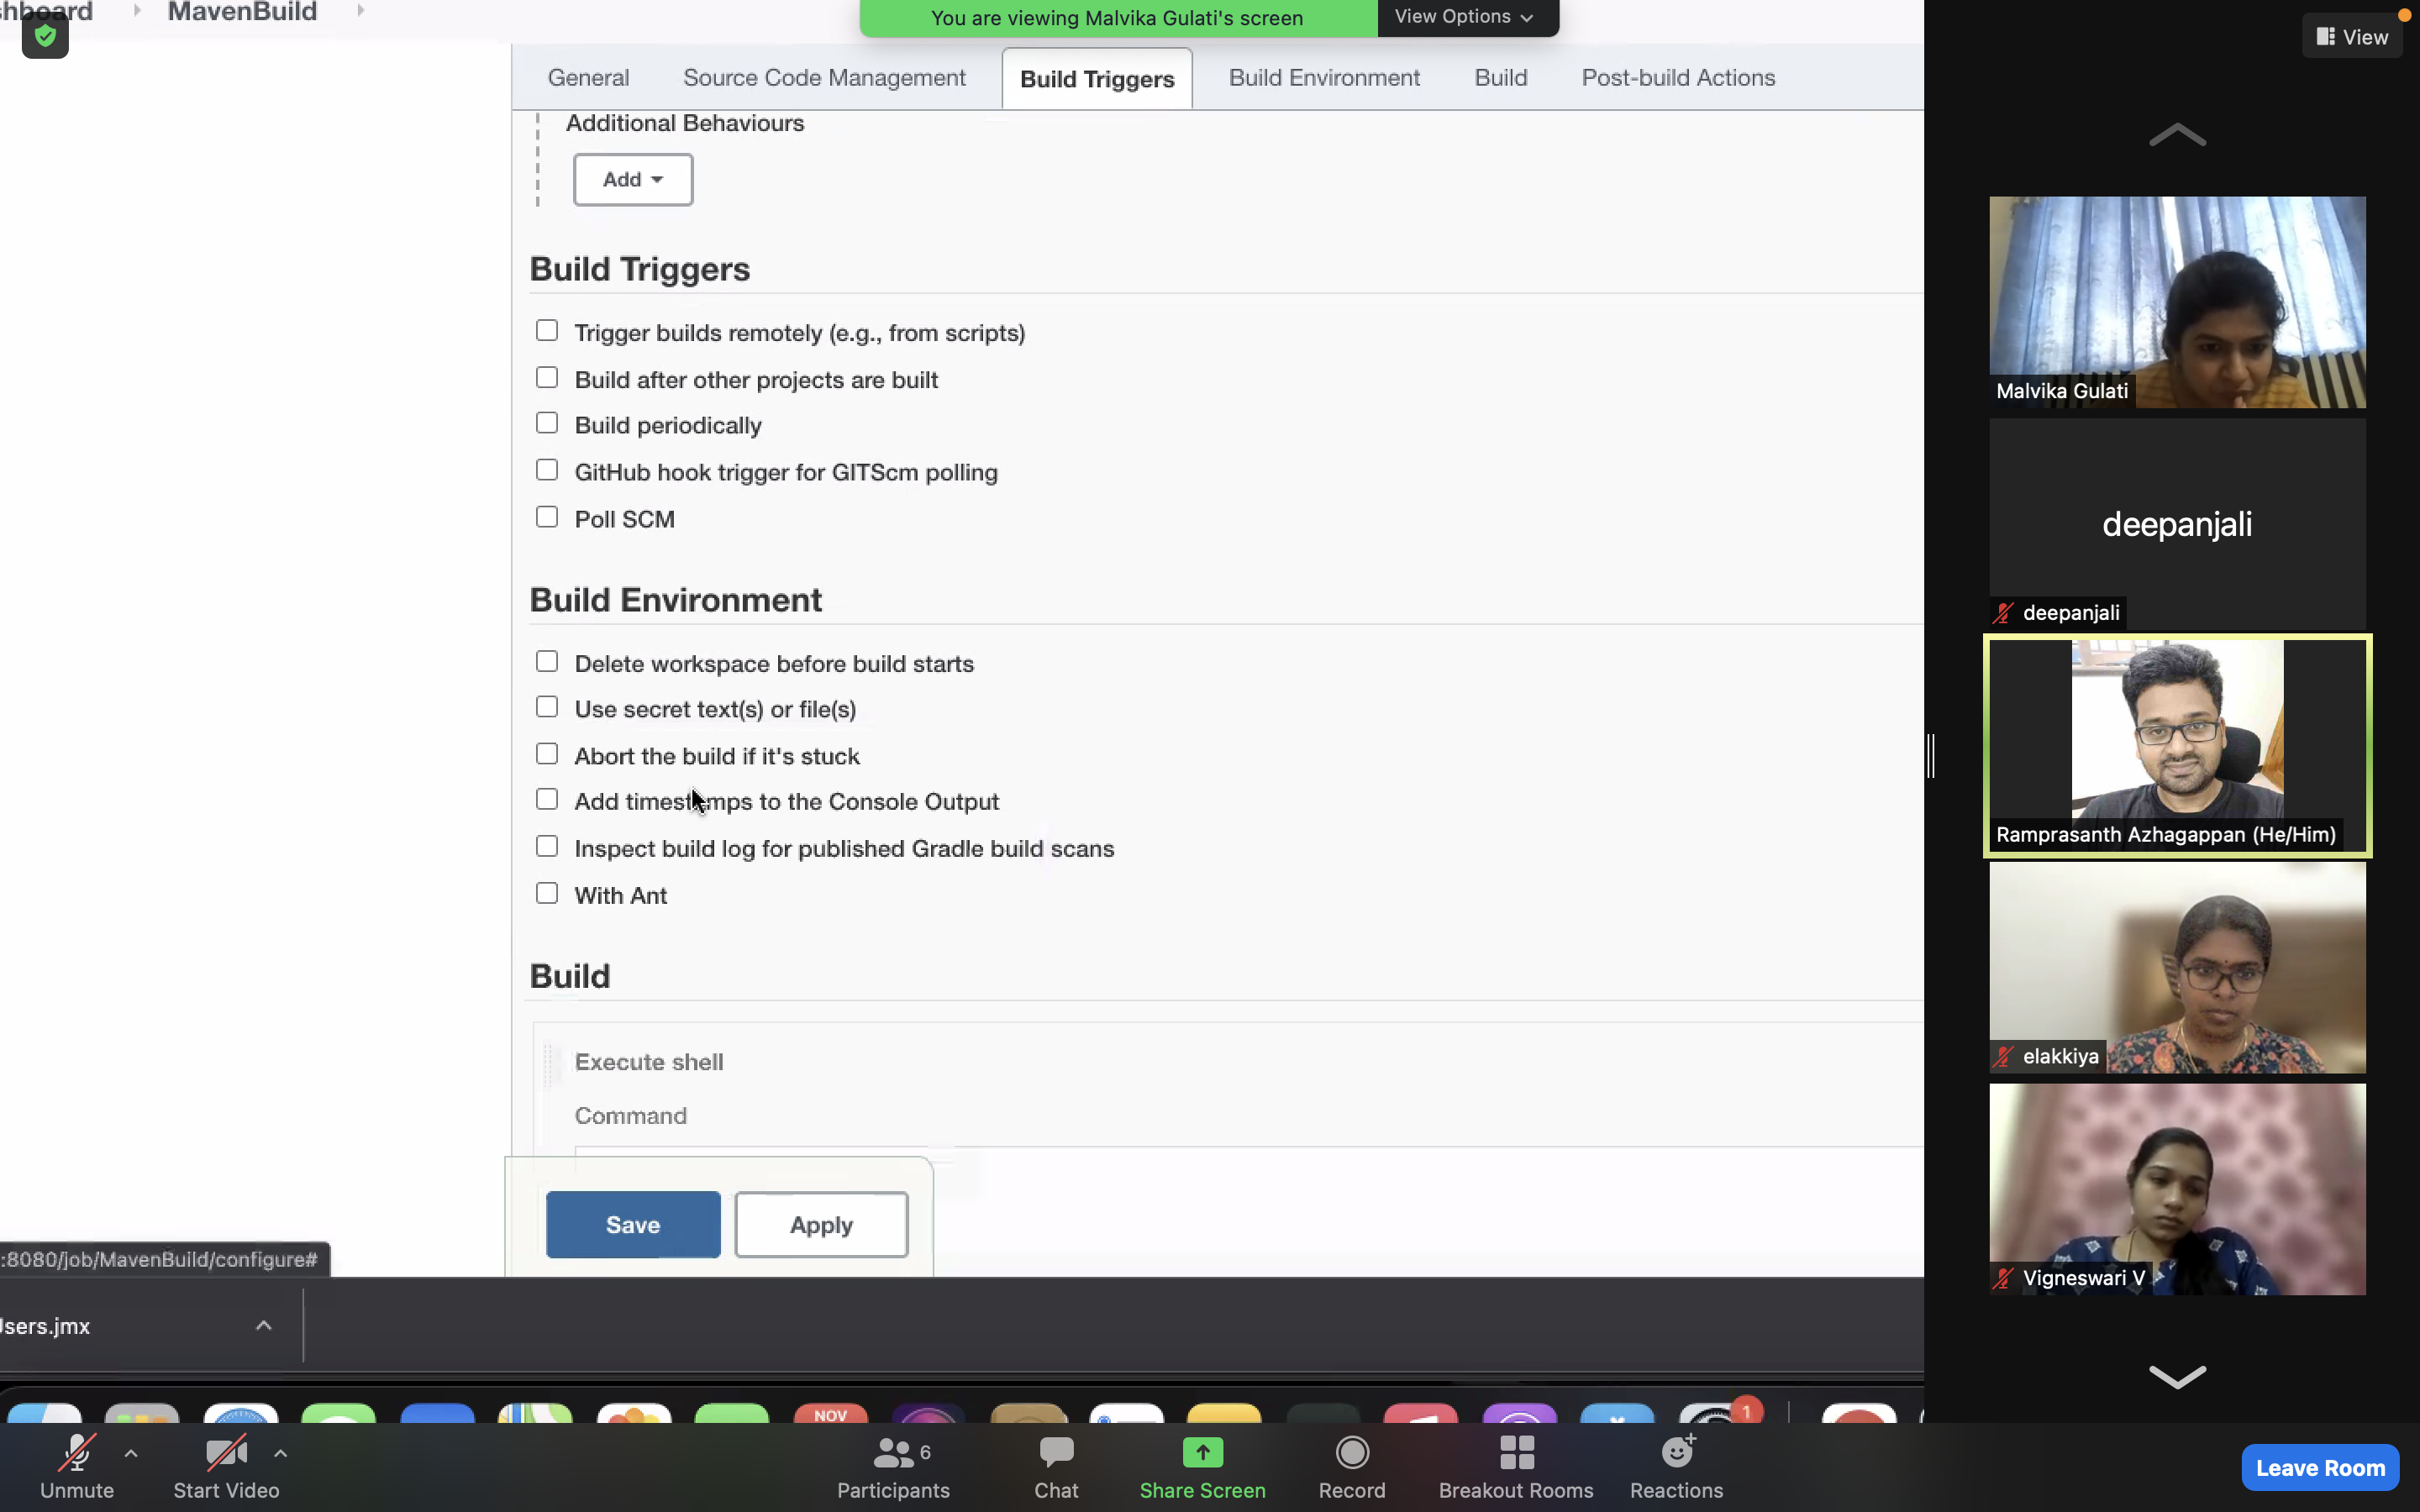 hboard
MavenBuild
You are viewing Malvika Gulati's screen
View Options
View
General
Source Code Management
Build Triggers
Build Environment
Build
Post-build Actions
Additional Behaviours
Add
Build Triggers
Trigger builds remotely (e.g., from scripts)
Build after other projects are built
Build periodically
GitHub hook trigger for GITScm polling
Poll SCM
Build Environment
Delete workspace before build starts
Use secret text(s) or file(s)
Abort the build if it's stuck
Add timestamps to the Console Output
Inspect build log for published Gradle build scans
With Ant
Build
Execute shell
Command
Save
Apply
:8080/job/MavenBuild/configure#
Users.jmx
Malvika Gulati
deepanjali
deepanjali
Ramprasanth Azhagappan (He/Him)
elakkiya
Vigneswari V
NOV
1
Unmute
Start Video
6
Participants
Chat
Share Screen
Record
Breakout Rooms
Reactions
Leave Room